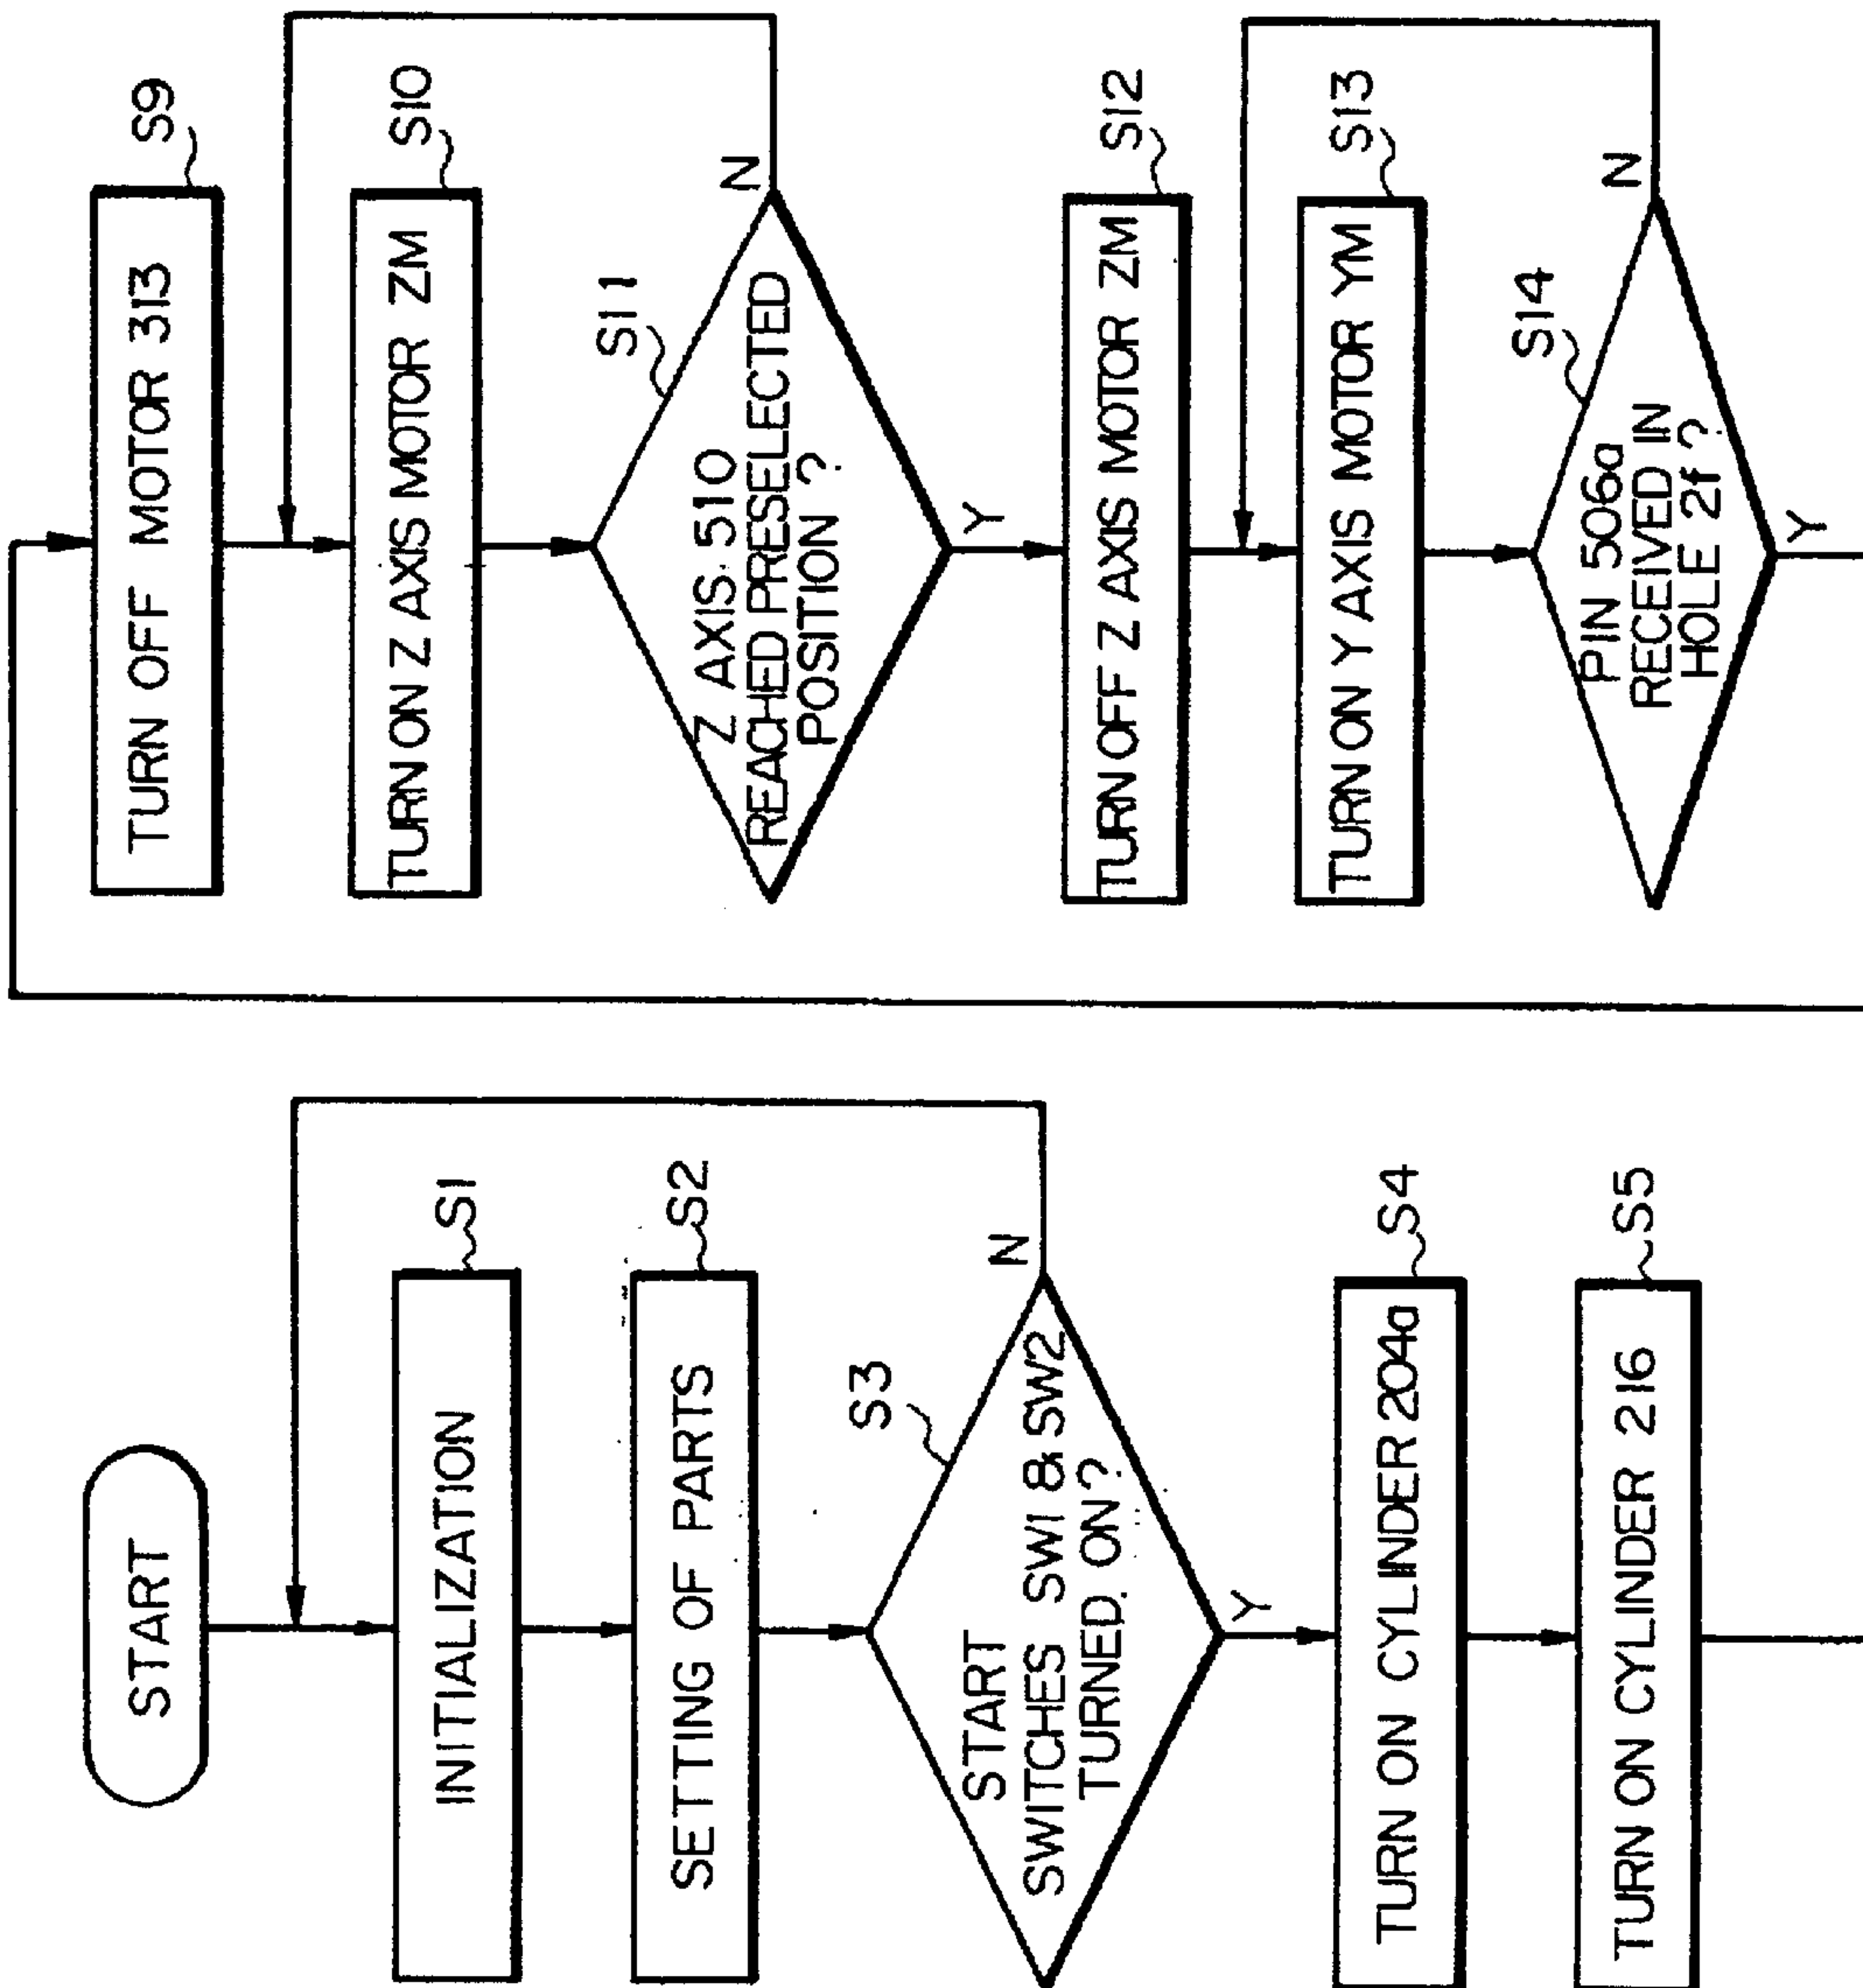 START
INITIALIZATION
S1
SETTING OF PARTS
S2
START
SWITCHES SW1 & SW2
TURNED ON?
S3
N
Y
TURN ON CYLINDER 204a
S4
TURN ON CYLINDER 216
S5
TURN OFF MOTOR 313
S9
TURN ON Z AXIS MOTOR ZM
S10
Z AXIS 510
REACHED PRESELECTED
POSITION ?
S11
N
Y
TURN OFF Z AXIS MOTOR ZM
S12
TURN ON Y AXIS MOTOR YM
S13
PIN 506a
RECEIVED IN
HOLE 2f ?
S14
N
Y